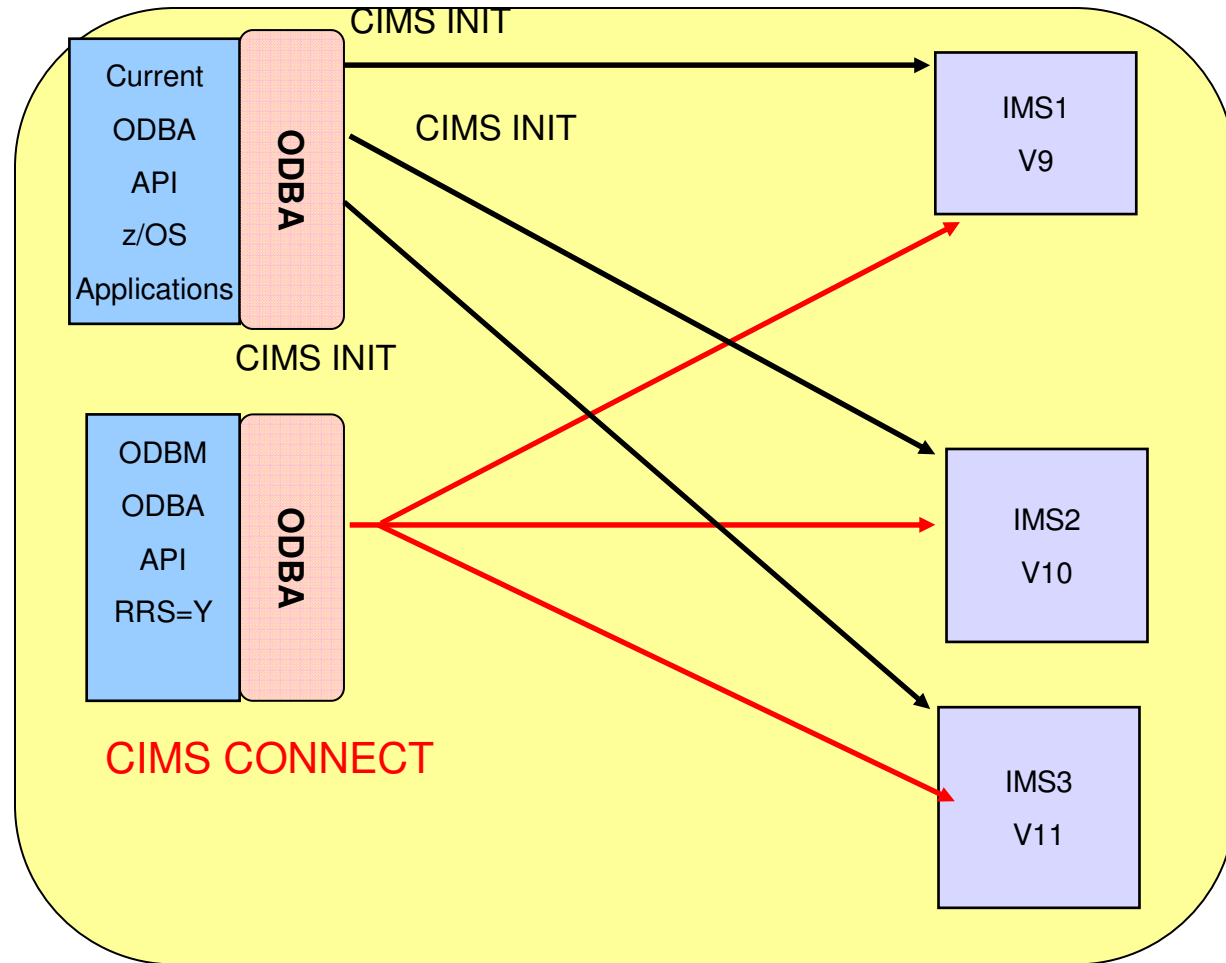 CIMS INIT
Current
ODBA
API
z/OS
Applications
ODBA
CIMS INIT
IMS1
V9
CIMS INIT
ODBM
ODBA
API
RRS=Y
ODBA
IMS2
V10
CIMS CONNECT
IMS3
V11